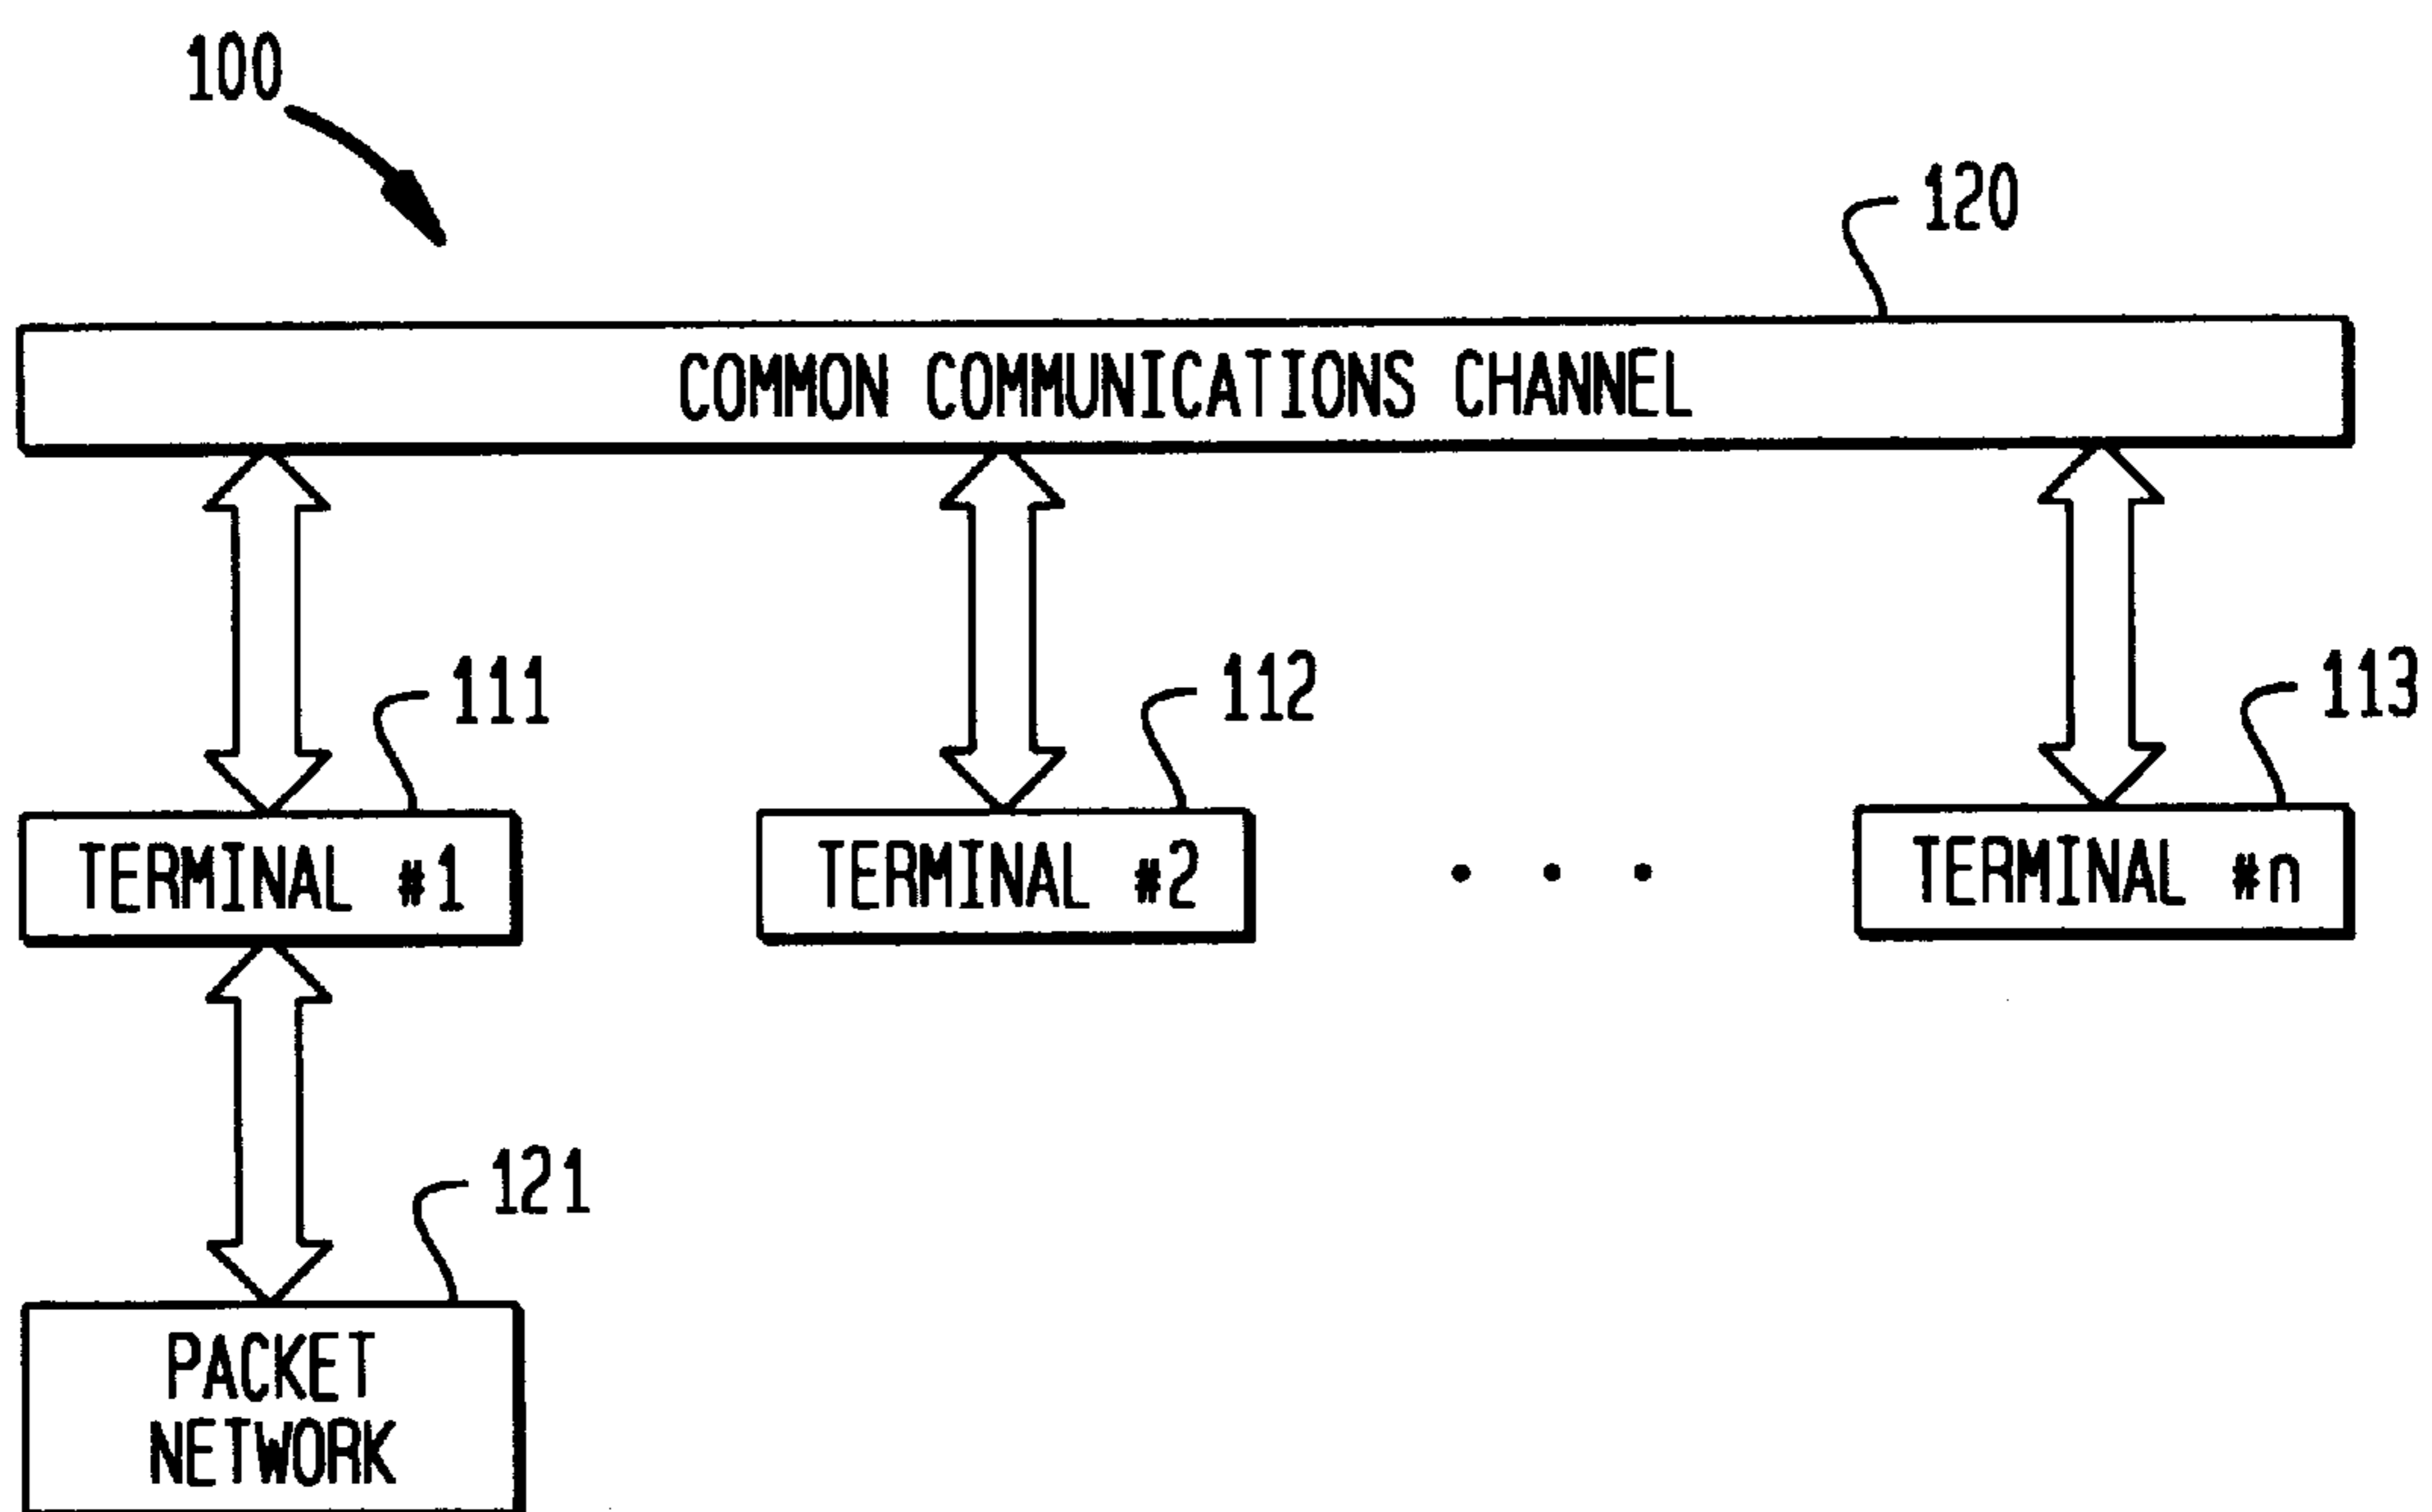 100
120
COMMON COMMUNICATIONS CHANNEL
111
112
113
TERMINAL #1
TERMINAL #2
TERMINAL #n
121
PACKET
NETWORK